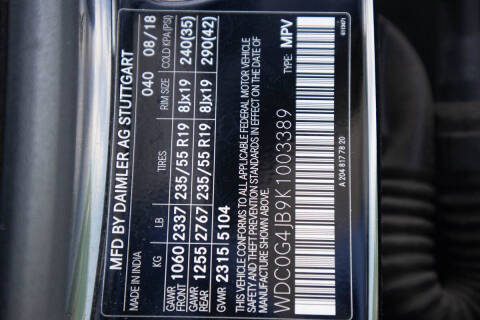 MFD BY DAIMLER AG STUTTGART
MADE IN INDIA 040 08/18
KG LB TIRES RIM SIZE COLD KPA(PSI)
GAWR FRONT 1060 2337 235/55 R19 8Jx19 240(35)
GAWR REAR 1255 2767 235/55 R19 8Jx19 290(42)
GVWR 2315 5104
THIS VEHICLE CONFORMS TO ALL APPLICABLE FEDERAL MOTOR VEHICLE
SAFETY AND THEFT PREVENTION STANDARDS IN EFFECT ON THE DATE OF
MANUFACTURE SHOWN ABOVE. TYPE: MPV
WDC0G4JB9K1003389
A 204 817 78 20